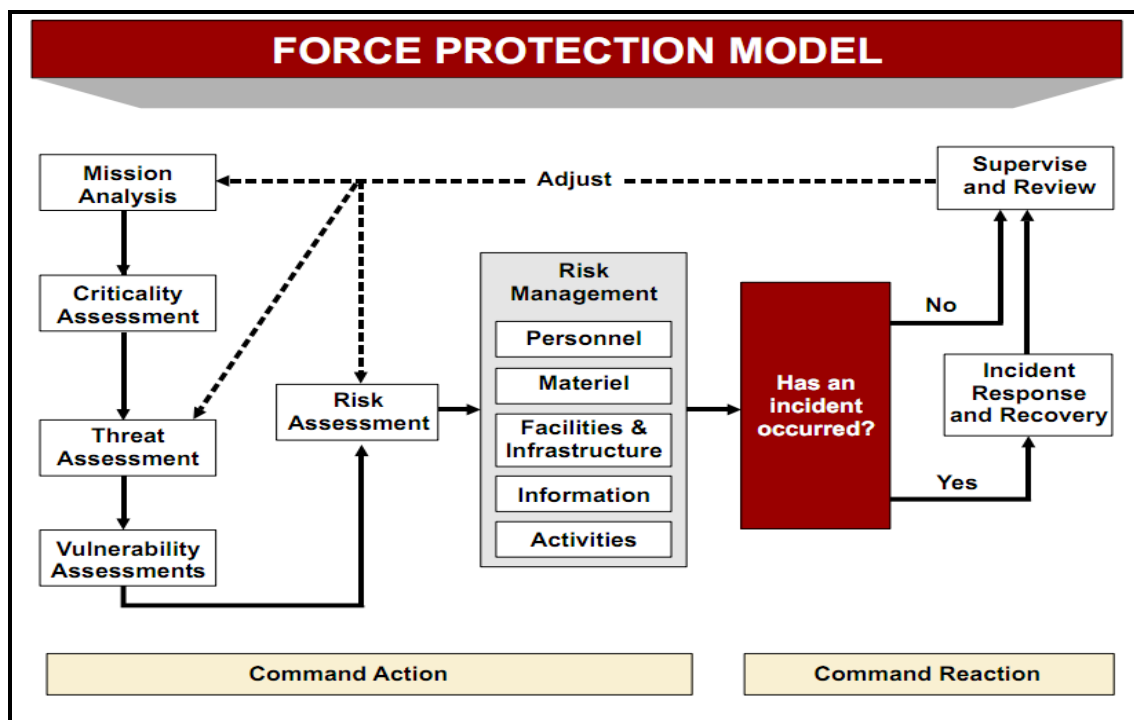 FORCE PROTECTION MODEL
Mission
Analysis
Adjust
Supervise
and Review
Criticality
Assessment
Risk
Management
Personnel
Materiel
Facilities &
Infrastructure
Information
Activities
No
Has an
incident
occurred?
Incident
Response
and Recovery
Yes
Risk
Assessment
Threat
Assessment
Vulnerability
Assessments
Command Action
Command Reaction